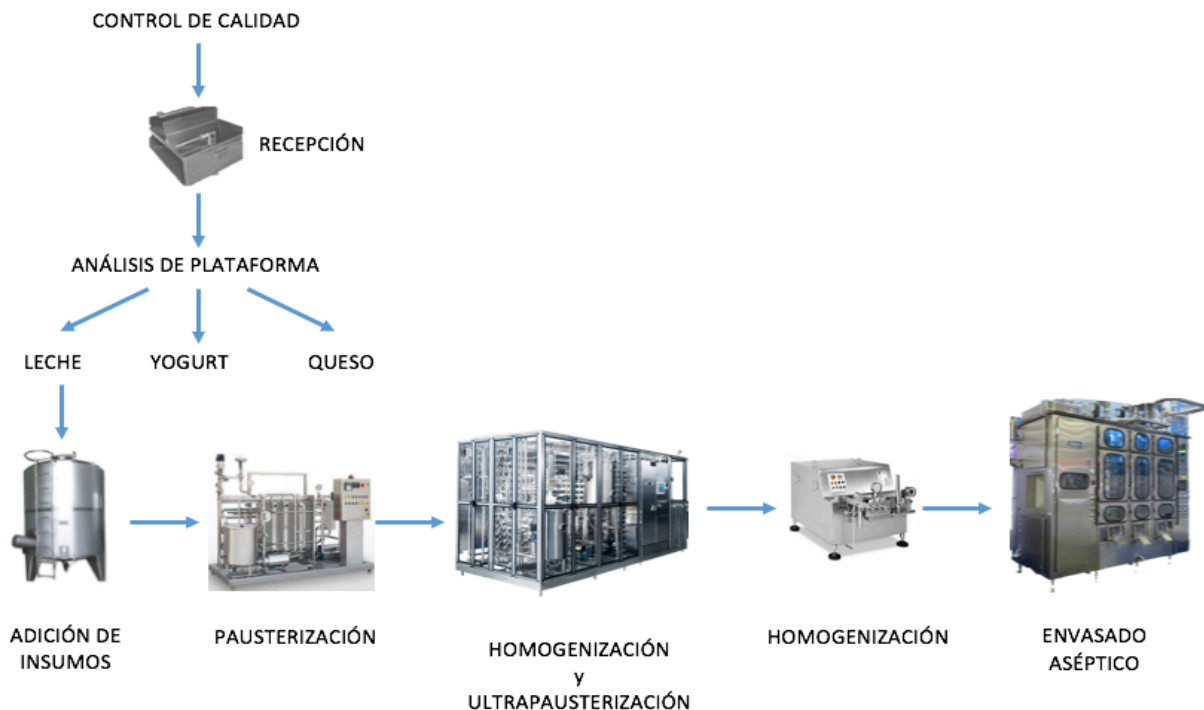 CONTROL DE CALIDAD
RECEPCIÓN
ANÁLISIS DE PLATAFORMA
LECHE
YOGURT
QUESO
ADICIÓN DE
INSUMOS
PAUSTERIZACIÓN
HOMOGENIZACIÓN
y
ULTRAPAUSTERIZACIÓN
HOMOGENIZACIÓN
ENVASADO
ASÉPTICO